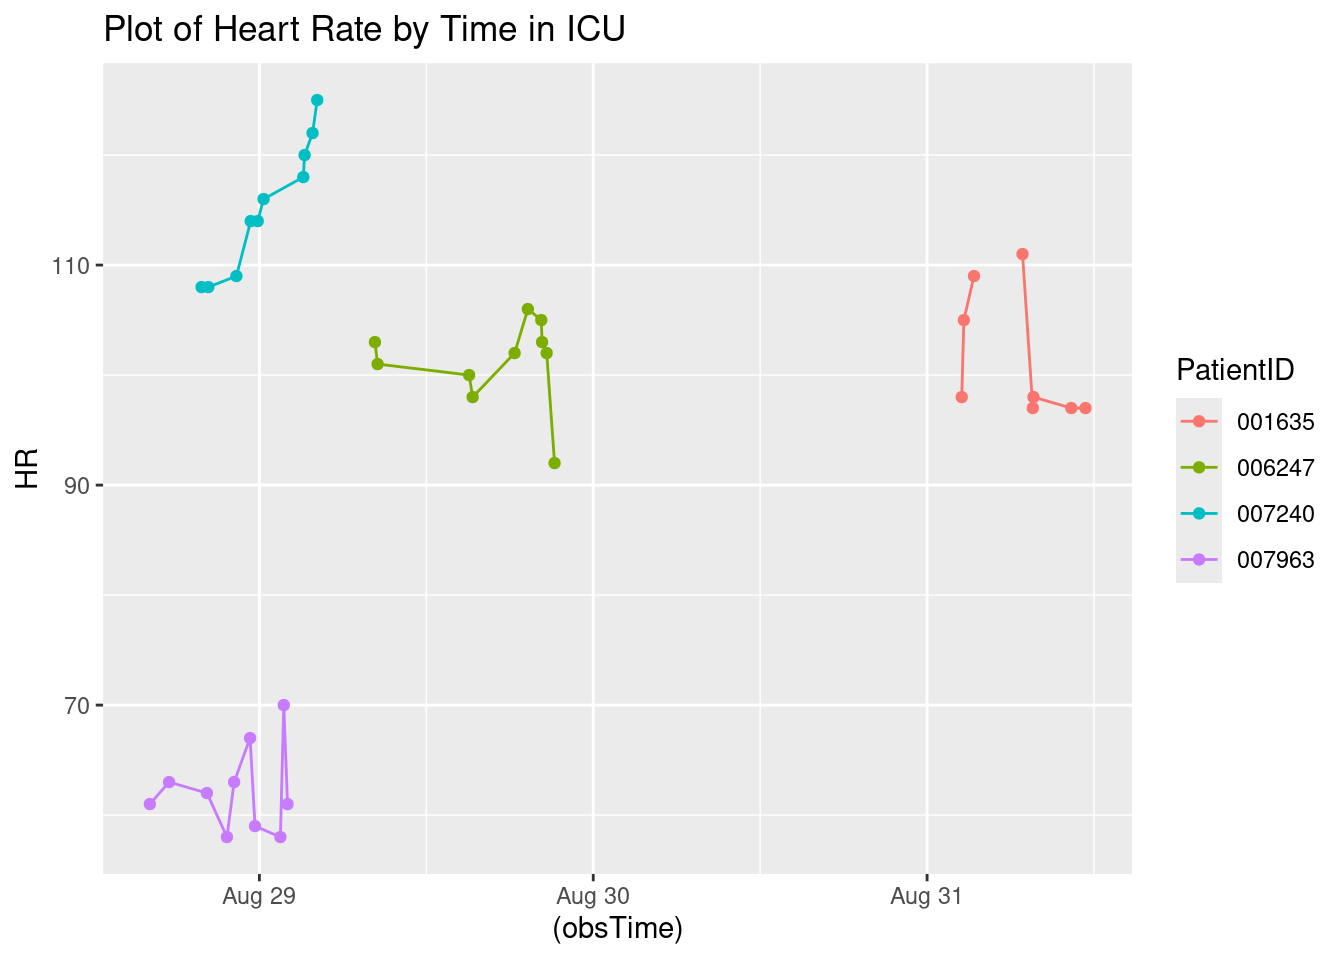 Plot of Heart Rate by Time in ICU
HR
110
90
70
Aug 29
Aug 30
Aug 31
(obsTime)
PatientID
001635
006247
007240
007963